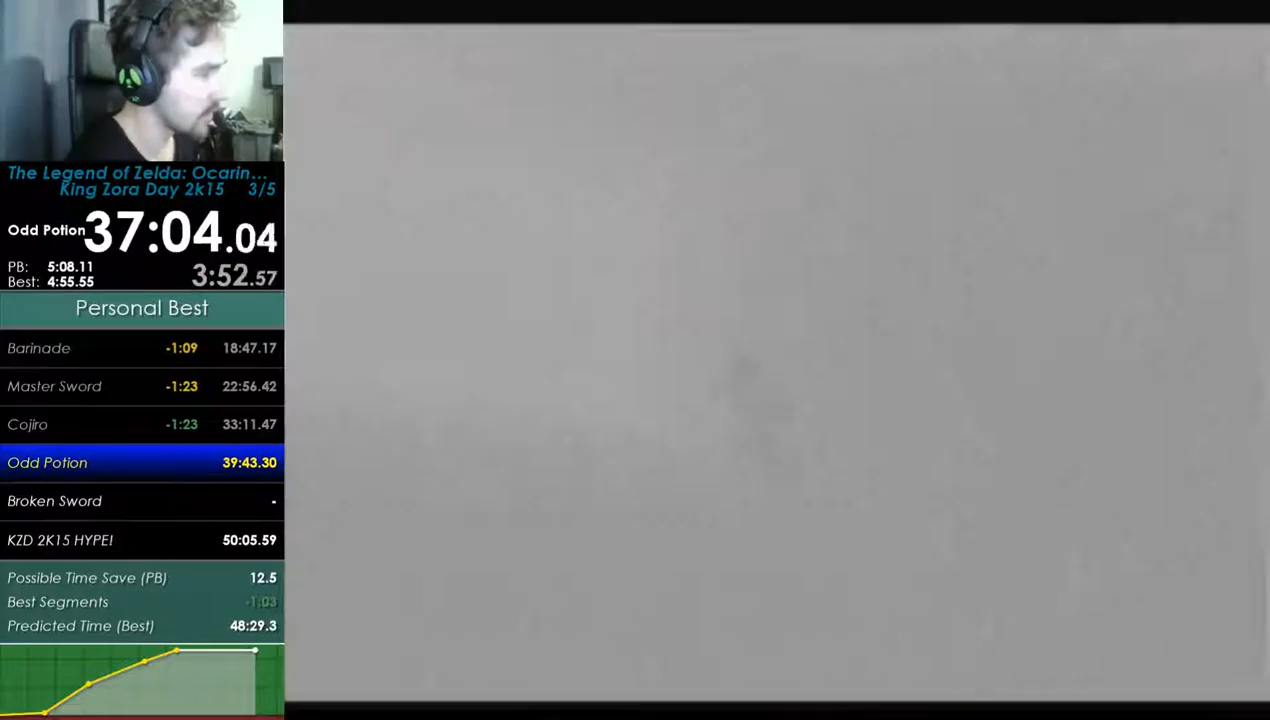 The Legend of Zelda: Ocarin...
King Zora Day 2k15 3/5
Odd Potion 37:04.04
PB: 5:08.11
Best: 4:55.55
3:52.57
Personal Best
Barinade -1:09 18:47.17
Master Sword -1:23 22:56.42
Cojiro -1:23 33:11.47
Odd Potion 39:43.30
Broken Sword -
KZD 2K15 HYPE! 50:05.59
Possible Time Save (PB) 12.5
Best Segments -1:03
Predicted Time (Best) 48:29.3